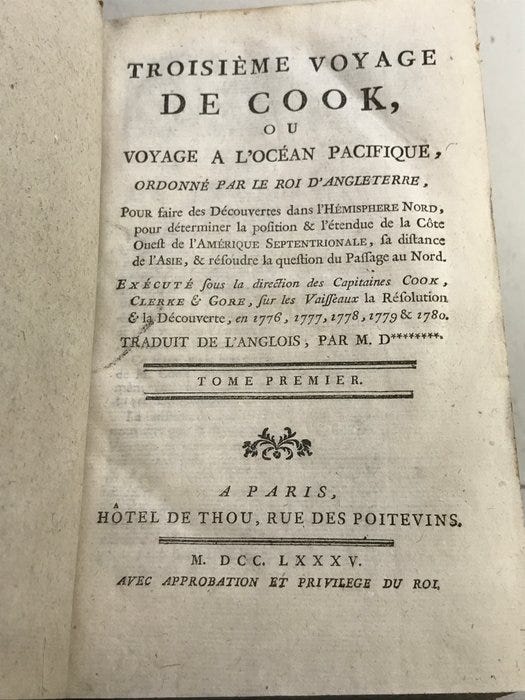 TROISIÈME VOYAGE
DE COOK,
OU
VOYAGE A L'OCÉAN PACIFIQUE,
ORDONNÉ PAR LE ROI D'ANGLETERRE,
POUR faire des Découvertes dans l'HÉMISPHERE NORD,
pour déterminer la position & l'étendue de la Côte
Ouest de l'AMÉRIQUE SEPTENTRIONALE, sa distance
de l'ASIE, & résoudre la question du Passage au Nord.
EXÉCUTÉ sous la direction des Capitaines COOK,
CLERKE & GORE, sur les Vaisseaux la Résolution
& la Découverte, en 1776, 1777, 1778, 1779 & 1780.
TRADUIT DE L'ANGLOIS, PAR M. D********.
TOME PREMIER.
A PARIS,
HÔTEL DE THOU, RUE DES POITEVINS.
M. DCC. LXXXV.
AVEC APPROBATION ET PRIVILEGE DU ROI.